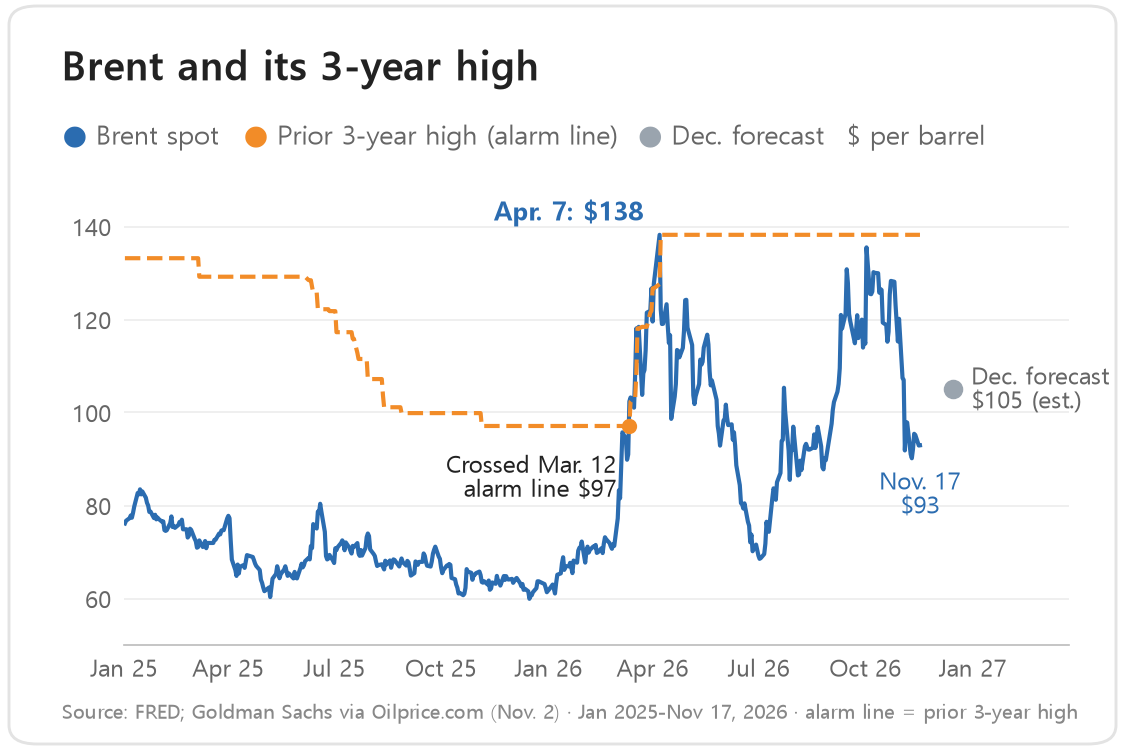 Brent and its 3-year high
Brent spot Prior 3-year high (alarm line) Dec. forecast $ per barrel
Apr. 7: $138
140
120
100
80
60
Dec. forecast
$105 (est.)
Crossed Mar. 12
alarm line $97
Nov. 17
$93
Jan 25 Apr 25 Jul 25 Oct 25 Jan 26 Apr 26 Jul 26 Oct 26 Jan 27
Source: FRED; Goldman Sachs via Oilprice.com (Nov. 2) · Jan 2025-Nov 17, 2026 · alarm line = prior 3-year high